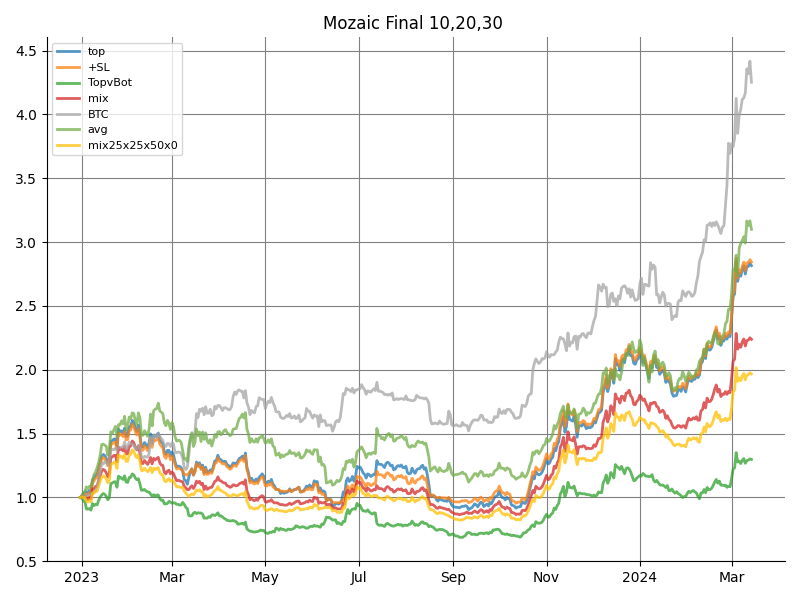 Mozaic Final 10,20,30
top
+SL
TopvBot
mix
BTC
avg
mix25x25x50x0
4.5
4.0
3.5
3.0
2.5
2.0
1.5
1.0
0.5
2023 Mar May Jul Sep Nov 2024 Mar